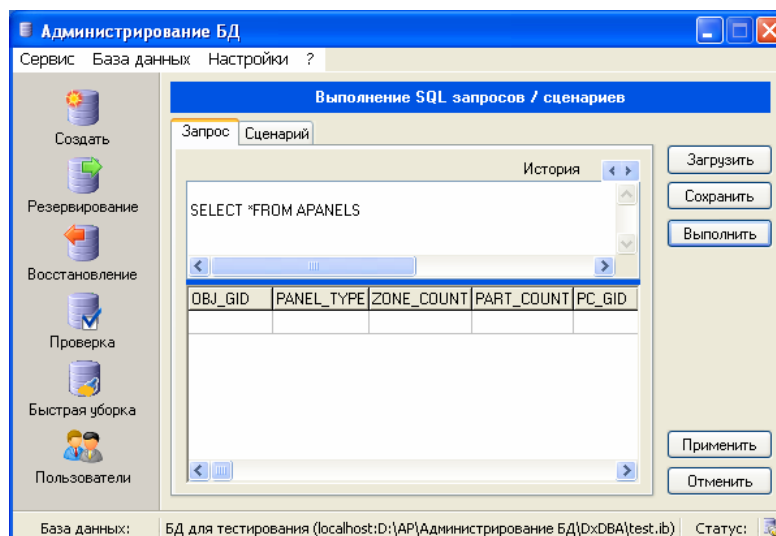 Администрирование БД
Сервис База данных Настройки ?
Выполнение SQL запросов / сценариев
Запрос Сценарий
История
SELECT *FROM APANELS
OBJ_GID PANEL_TYPE ZONE_COUNT PART_COUNT PC_GID
Создать
Резервирование
Восстановление
Проверка
Быстрая уборка
Пользователи
Загрузить
Сохранить
Выполнить
Применить
Отменить
База данных: БД для тестирования (localhost:D:\AP\Администрирование БД\DxDBA\test.ib) Статус: